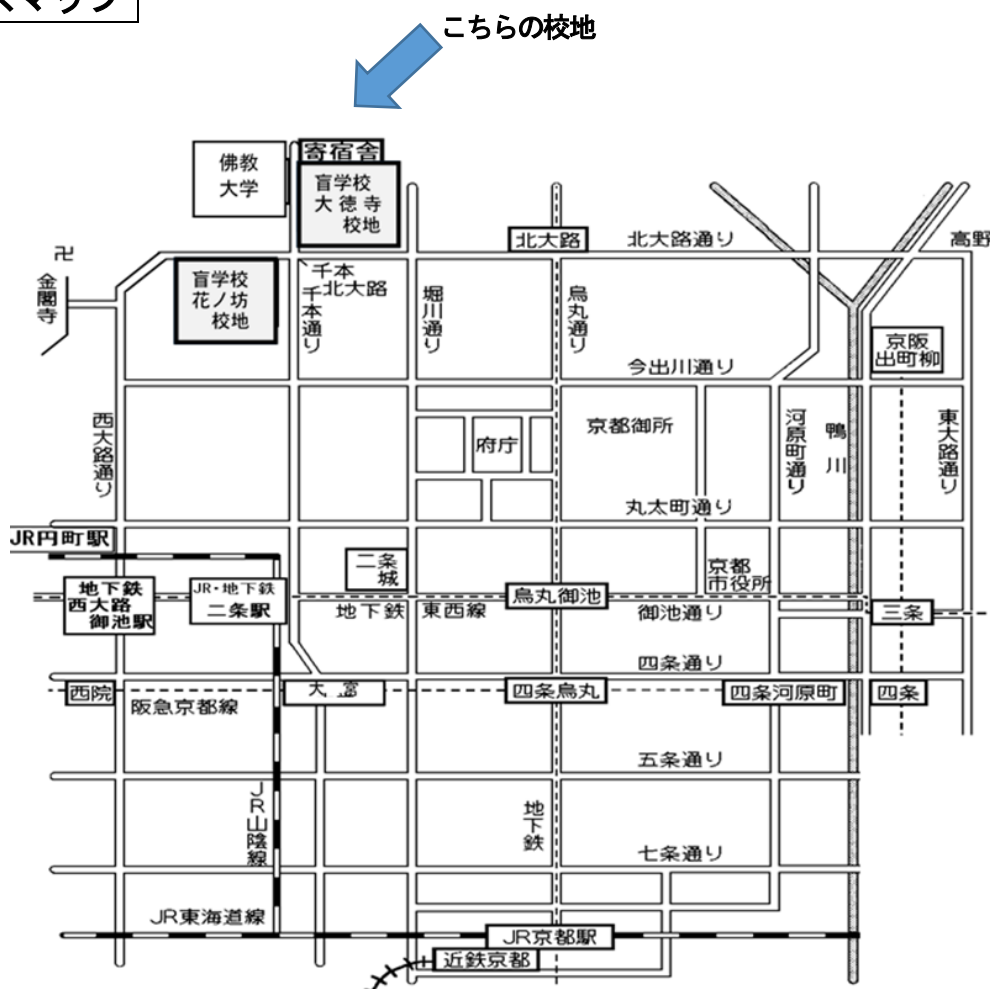 スマップ
こちらの校地
寄宿舎
佛教
大学
盲学校
大徳寺
校地
卍
金閣寺
盲学校
花ノ坊
校地
千本
北大路
千本通り
堀川通り
北大路
北大路通り
高野
烏丸通り
今出川通り
京阪
出町柳
西大路通り
府庁
京都御所
河原町通り
鴨川
東大路通り
丸太町通り
JR円町駅
二条
城
京都
市役所
地下鉄
西大路
御池駅
JR・地下鉄
二条駅
地下鉄 東西線
烏丸御池
御池通り
三条
四条通り
西院
阪急京都線
大
四条烏丸
四条河原町
四条
五条通り
JR山陰線
地下鉄
七条通り
JR東海道線
JR京都駅
近鉄京都